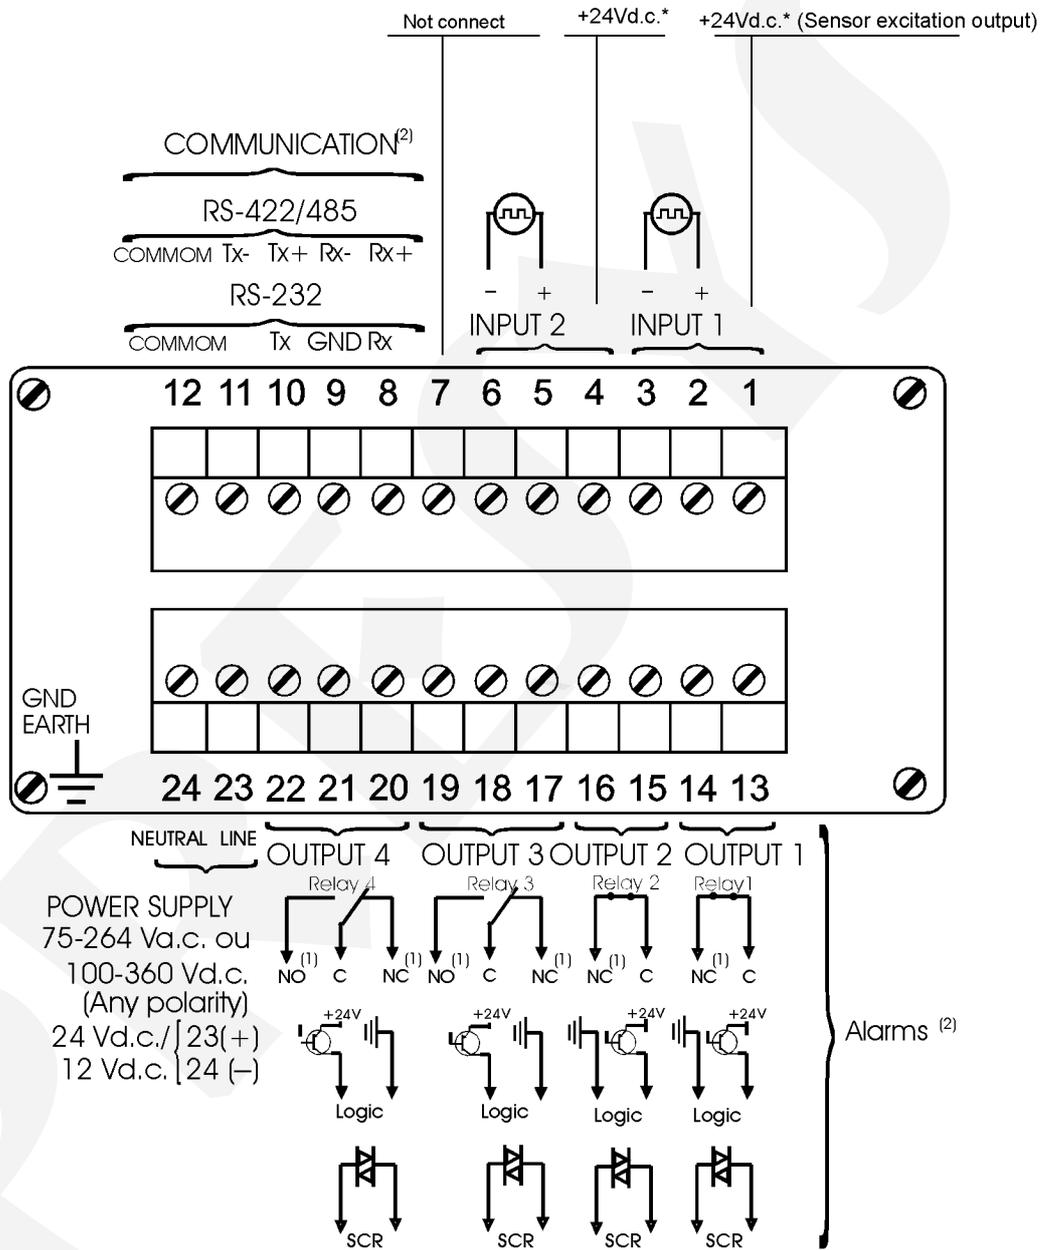 Not connect +24Vd.c.* +24Vd.c.* (Sensor excitation output)
COMMUNICATION(2)
RS-422/485
COMMOM Tx- Tx+ Rx- Rx+
RS-232
COMMOM Tx GND Rx
− + − +
INPUT 2 INPUT 1
12 11 10 9 8 7 6 5 4 3 2 1
GND
EARTH
24 23 22 21 20 19 18 17 16 15 14 13
NEUTRAL LINE
OUTPUT 4 OUTPUT 3 OUTPUT 2 OUTPUT 1
Relay 4 Relay 3 Relay 2 Relay1
POWER SUPPLY
75-264 Va.c. ou
100-360 Vd.c.
(Any polarity)
24 Vd.c./ 23(+)
12 Vd.c. 24 (−)
NO(1) C NC(1) NO(1) C NC(1) NC(1) C NC(1) C
+24V +24V +24V +24V
Logic Logic Logic Logic
SCR SCR SCR SCR
Alarms (2)
PRESYS